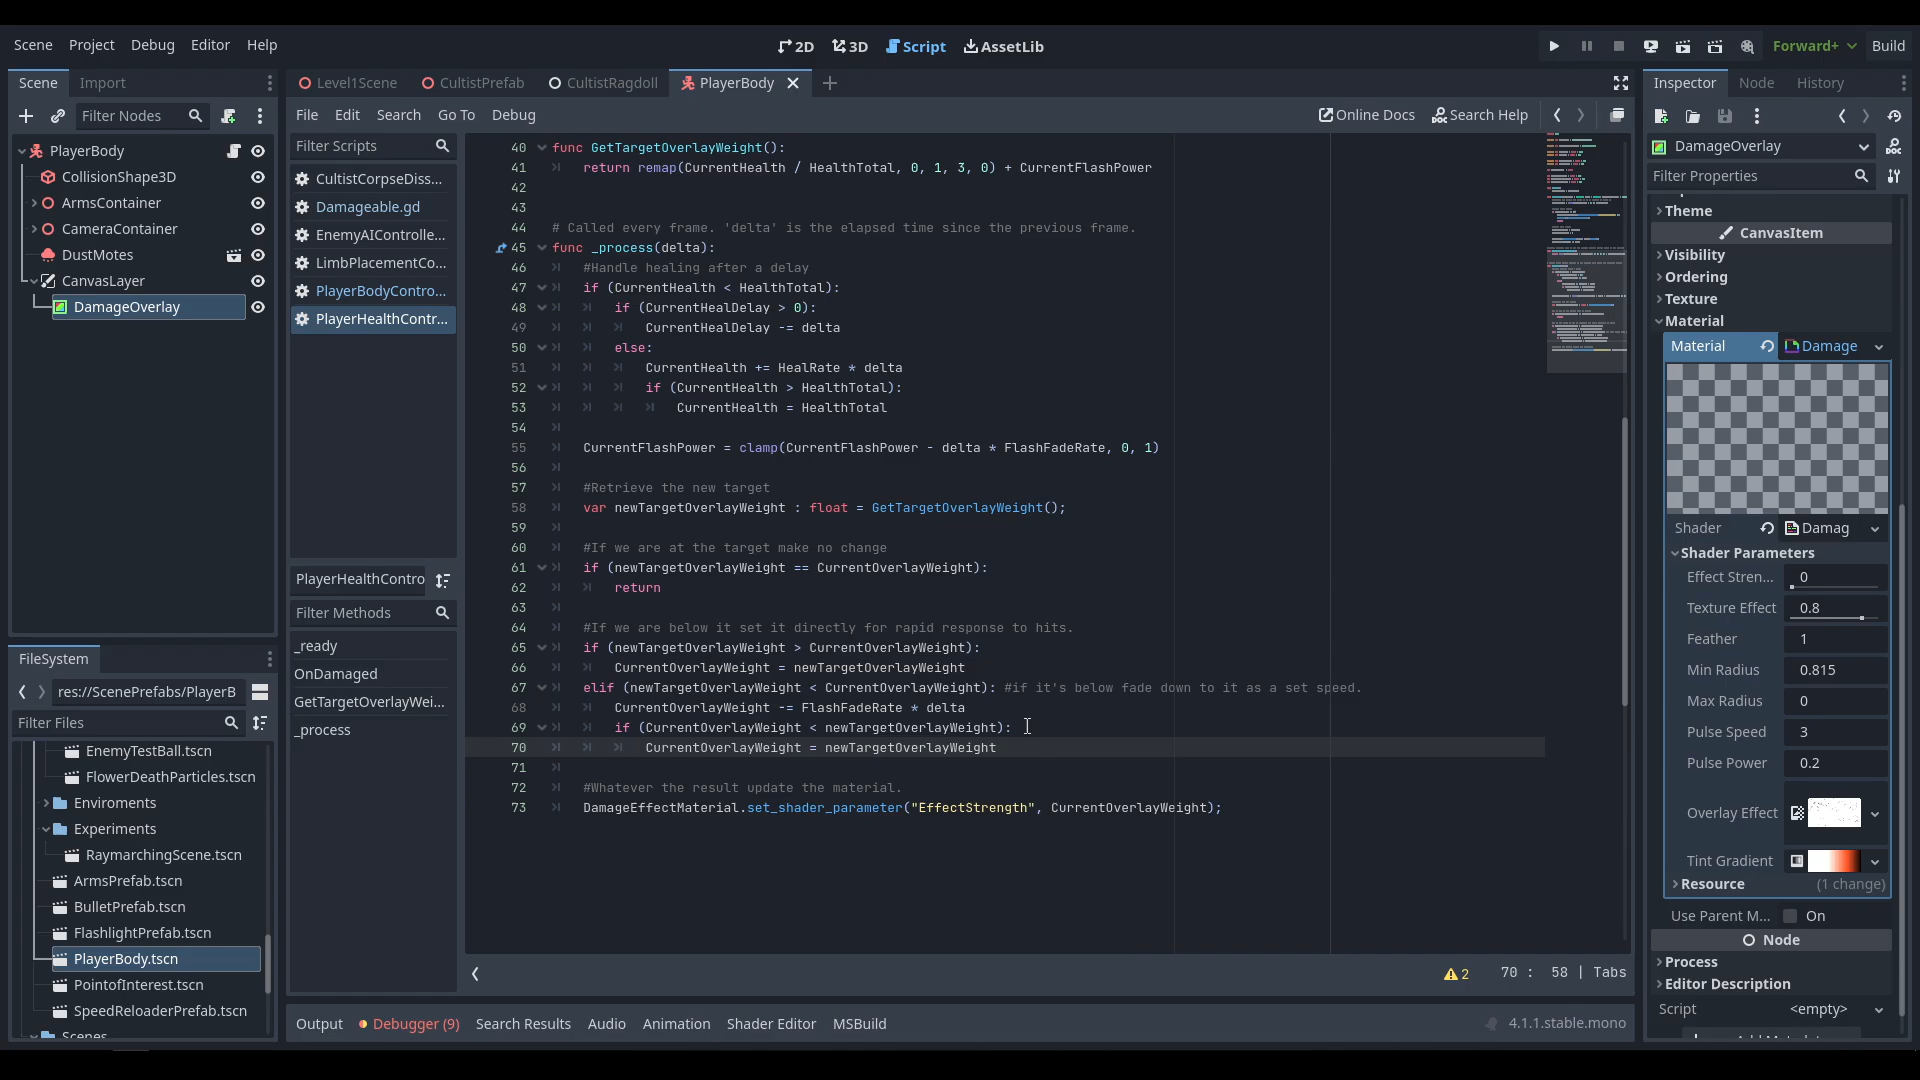 Scene Project Debug Editor Help
2D 3D Script AssetLib
Forward+ Build
Scene Import
Filter Nodes
PlayerBody
CollisionShape3D
ArmsContainer
CameraContainer
DustMotes
CanvasLayer
DamageOverlay
FileSystem
res://ScenePrefabs/PlayerB
Filter Files
EnemyTestBall.tscn
FlowerDeathParticles.tscn
Enviroments
Experiments
RaymarchingScene.tscn
ArmsPrefab.tscn
BulletPrefab.tscn
FlashlightPrefab.tscn
PlayerBody.tscn
PointofInterest.tscn
SpeedReloaderPrefab.tscn
Scenes
Level1Scene CultistPrefab CultistRagdoll PlayerBody
File Edit Search Go To Debug
Online Docs Search Help
Filter Scripts
CultistCorpseDiss...
Damageable.gd
EnemyAIControlle...
LimbPlacementCo...
PlayerBodyContro...
PlayerHealthContr...
PlayerHealthContro
Filter Methods
_ready
OnDamaged
GetTargetOverlayWei...
_process
40 func GetTargetOverlayWeight():
41 return remap(CurrentHealth / HealthTotal, 0, 1, 3, 0) + CurrentFlashPower
42
43
44 # Called every frame. 'delta' is the elapsed time since the previous frame.
45 func _process(delta):
46 #Handle healing after a delay
47 if (CurrentHealth < HealthTotal):
48 if (CurrentHealDelay > 0):
49 CurrentHealDelay -= delta
50 else:
51 CurrentHealth += HealRate * delta
52 if (CurrentHealth > HealthTotal):
53 CurrentHealth = HealthTotal
54
55 CurrentFlashPower = clamp(CurrentFlashPower - delta * FlashFadeRate, 0, 1)
56
57 #Retrieve the new target
58 var newTargetOverlayWeight : float = GetTargetOverlayWeight();
59
60 #If we are at the target make no change
61 if (newTargetOverlayWeight == CurrentOverlayWeight):
62 return
63
64 #If we are below it set it directly for rapid response to hits.
65 if (newTargetOverlayWeight > CurrentOverlayWeight):
66 CurrentOverlayWeight = newTargetOverlayWeight
67 elif (newTargetOverlayWeight < CurrentOverlayWeight): #if it's below fade down to it as a set speed.
68 CurrentOverlayWeight -= FlashFadeRate * delta
69 if (CurrentOverlayWeight < newTargetOverlayWeight):
70 CurrentOverlayWeight = newTargetOverlayWeight
71
72 #Whatever the result update the material.
73 DamageEffectMaterial.set_shader_parameter("EffectStrength", CurrentOverlayWeight);
2 70 : 58 | Tabs
Output Debugger (9) Search Results Audio Animation Shader Editor MSBuild
4.1.1.stable.mono
Inspector Node History
DamageOverlay
Filter Properties
Theme
CanvasItem
Visibility
Ordering
Texture
Material
Material Damage
Shader Damag
Shader Parameters
Effect Stren... 0
Texture Effect 0.8
Feather 1
Min Radius 0.815
Max Radius 0
Pulse Speed 3
Pulse Power 0.2
Overlay Effect
Tint Gradient
Resource (1 change)
Use Parent M... On
Node
Process
Editor Description
Script <empty>